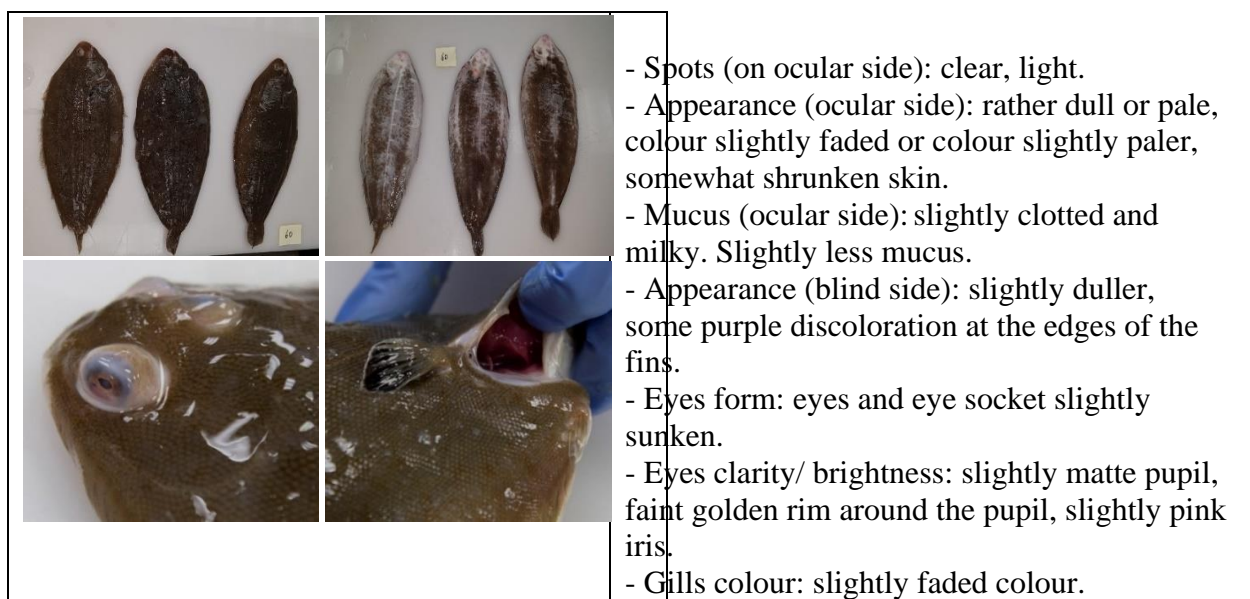 60
60
- Spots (on ocular side): clear, light.
- Appearance (ocular side): rather dull or pale,
colour slightly faded or colour slightly paler,
somewhat shrunken skin.
- Mucus (ocular side): slightly clotted and
milky. Slightly less mucus.
- Appearance (blind side): slightly duller,
some purple discoloration at the edges of the
fins.
- Eyes form: eyes and eye socket slightly
sunken.
- Eyes clarity/ brightness: slightly matte pupil,
faint golden rim around the pupil, slightly pink
iris.
- Gills colour: slightly faded colour.